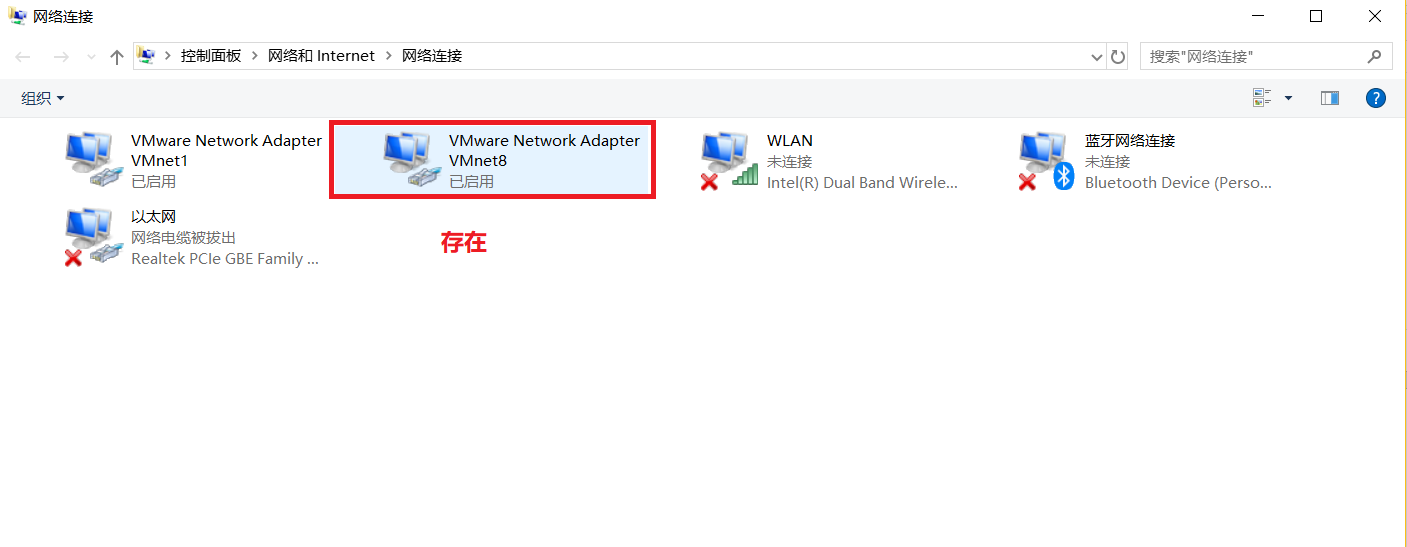 网络连接
控制面板 网络和 Internet 网络连接
搜索"网络连接"
组织
VMware Network Adapter
VMnet1
已启用
VMware Network Adapter
VMnet8
已启用
WLAN
未连接
Intel(R) Dual Band Wirele...
蓝牙网络连接
未连接
Bluetooth Device (Perso...
以太网
网络电缆被拔出
Realtek PCIe GBE Family ...
存在